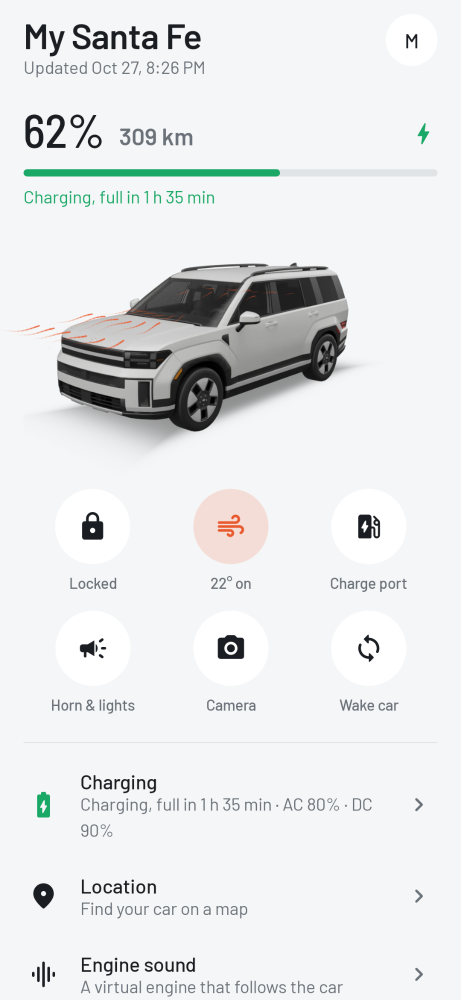 My Santa Fe
M
Updated Oct 27, 8:26 PM
62% 309 km
Charging, full in 1 h 35 min
Locked
22° on
Charge port
Horn & lights
Camera
Wake car
Charging
Charging, full in 1 h 35 min · AC 80% · DC
90%
Location
Find your car on a map
Engine sound
A virtual engine that follows the car